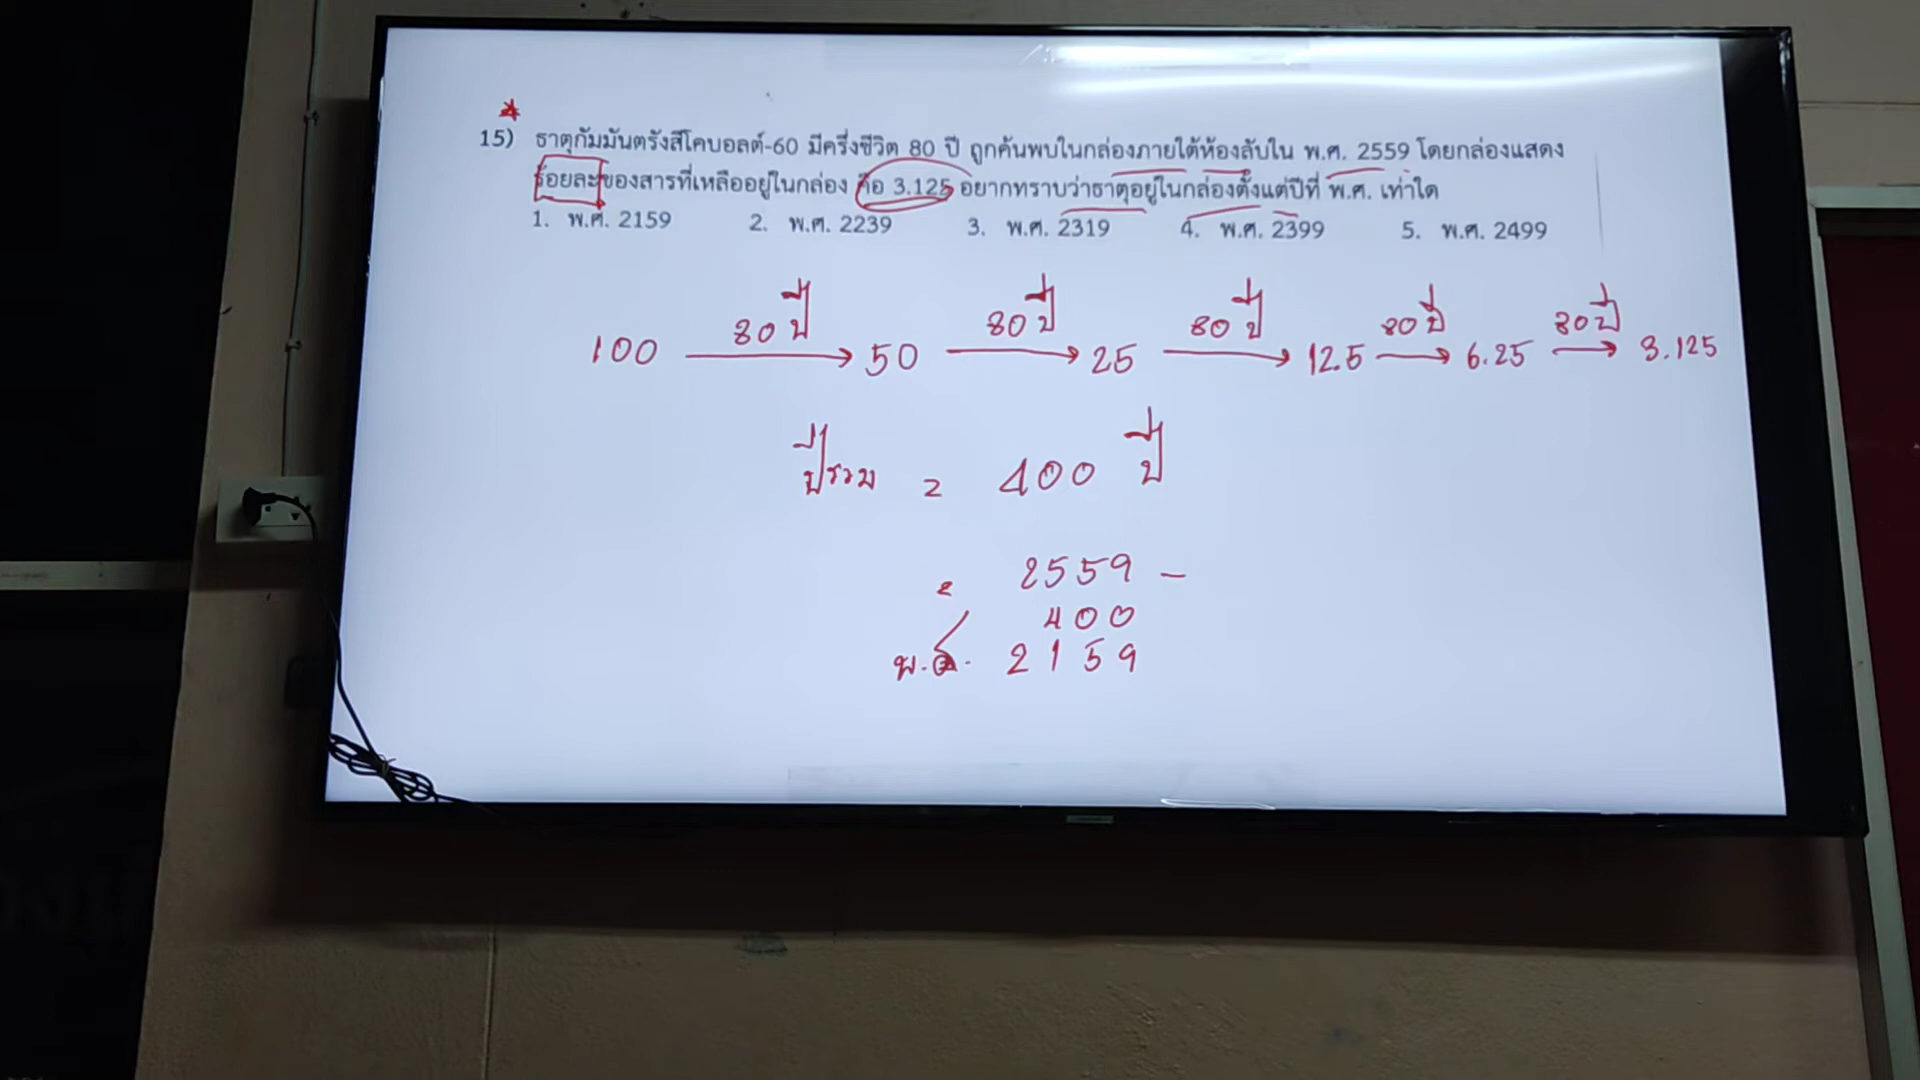 15) ธาตุกัมมันตรังสีโคบอลต์-60 มีครึ่งชีวิต 80 ปี ถูกค้นพบในกล่องภายใต้ห้องลับใน พ.ศ. 2559 โดยกล่องแสดง
ร้อยละของสารที่เหลืออยู่ในกล่อง คือ 3.125 อยากทราบว่าธาตุอยู่ในกล่องตั้งแต่ปีที่ พ.ศ. เท่าใด
1. พ.ศ. 2159 2. พ.ศ. 2239 3. พ.ศ. 2319 4. พ.ศ. 2399 5. พ.ศ. 2499
80 ปี 80 ปี 80 ปี 80 ปี 80 ปี
100 → 50 → 25 → 12.5 → 6.25 → 3.125
ปีรวม = 400 ปี
= 2559 -
400
พ.ศ. 2159